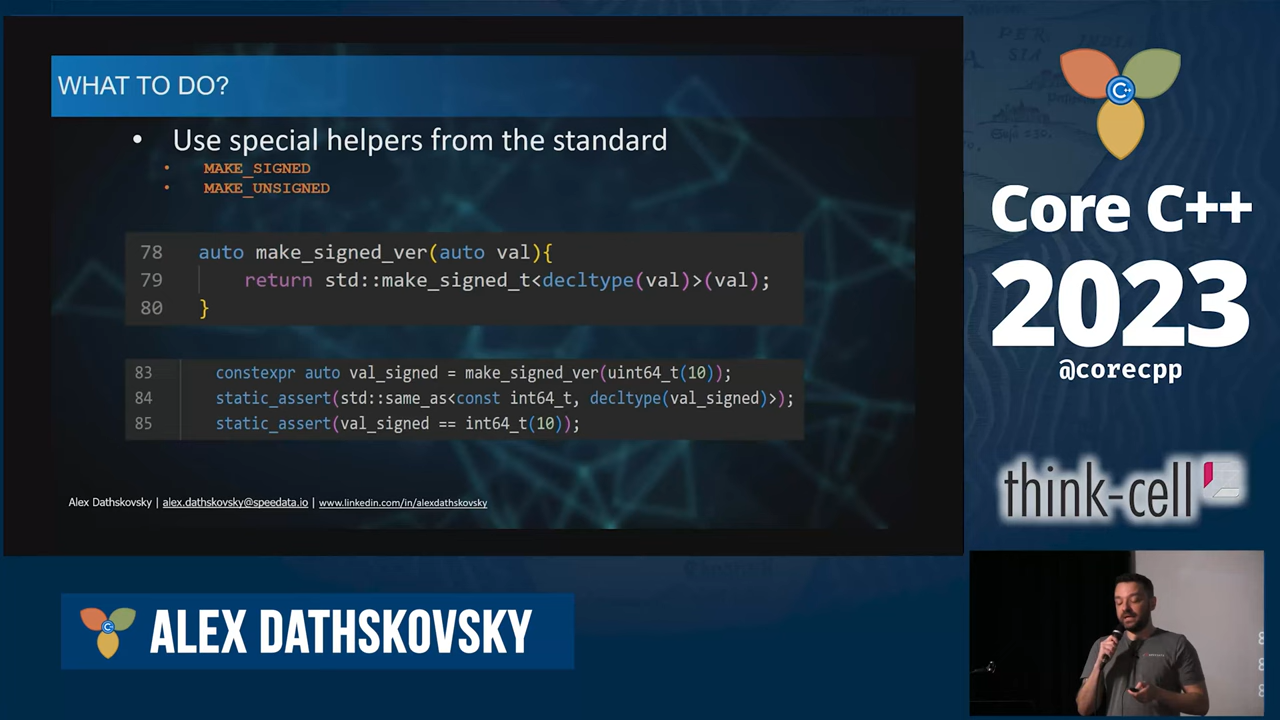 WHAT TO DO?
• Use special helpers from the standard
• MAKE_SIGNED
• MAKE_UNSIGNED
78 auto make_signed_ver(auto val){
79 return std::make_signed_t<decltype(val)>(val);
80 }
83 constexpr auto val_signed = make_signed_ver(uint64_t(10));
84 static_assert(std::same_as<const int64_t, decltype(val_signed)>);
85 static_assert(val_signed == int64_t(10));
Alex Dathskovsky | alex.dathskovsky@speedata.io | www.linkedin.com/in/alexdathskovsky
C++
Core C++
2023
@corecpp
think-cell
C++
ALEX DATHSKOVSKY